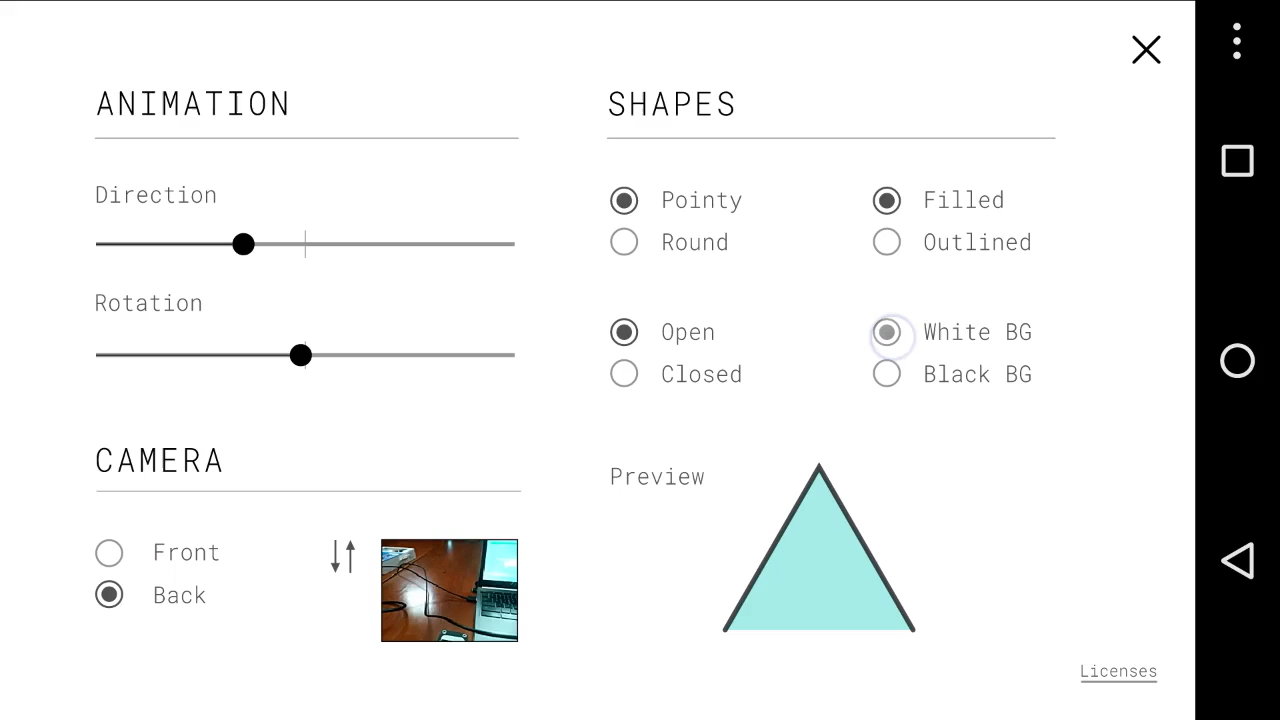 ANIMATION
Direction
Rotation
CAMERA
Front
Back
SHAPES
Pointy
Filled
Round
Outlined
Open
White BG
Closed
Black BG
Preview
Licenses